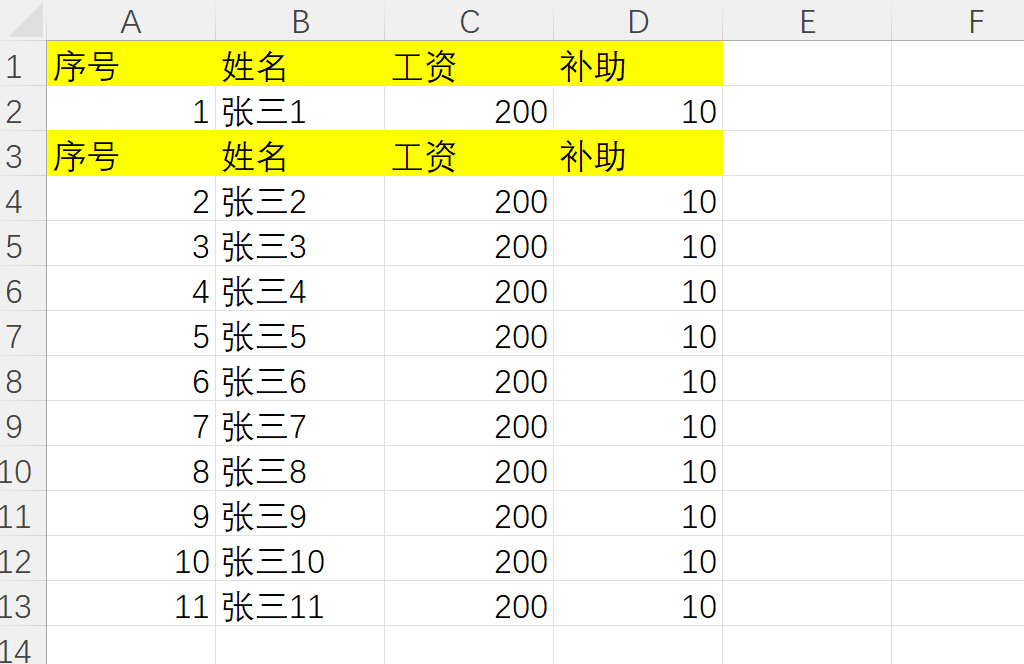 A B C D E F
1 序号 姓名 工资 补助
2 1 张三1 200 10
3 序号 姓名 工资 补助
4 2 张三2 200 10
5 3 张三3 200 10
6 4 张三4 200 10
7 5 张三5 200 10
8 6 张三6 200 10
9 7 张三7 200 10
10 8 张三8 200 10
11 9 张三9 200 10
12 10 张三10 200 10
13 11 张三11 200 10
14